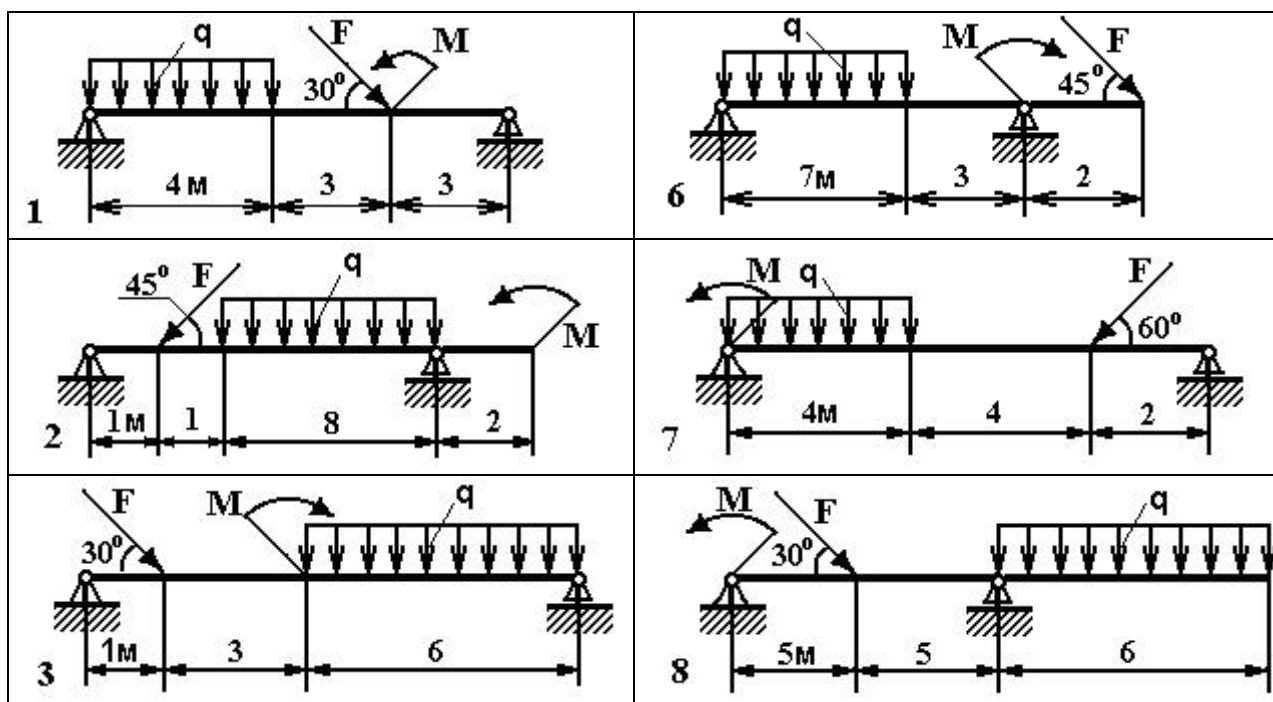 q F M
30°
4м 3 3
1
q M F
45°
7м 3 2
6
45° F q
M
1м 1 8 2
2
M q F
60°
4м 4 2
7
F M q
30°
1м 3 6
3
M F q
30°
5м 5 6
8